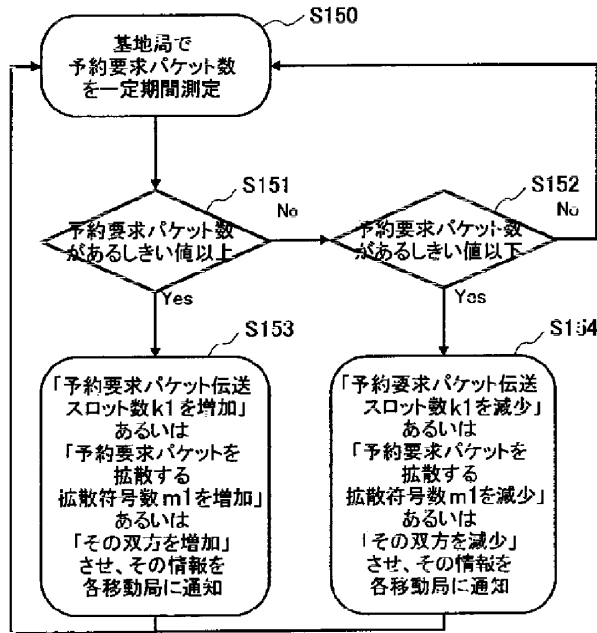 S150
基地局で
予約要求パケット数
を一定期間測定
S151
No
予約要求パケット数
があるしきい値以上
Yes
S152
No
予約要求パケット数
があるしきい値以下
Yes
S153
「予約要求パケット伝送
スロット数k1を増加」
あるいは
「予約要求パケットを
拡散する
拡散符号数m1を増加」
あるいは
「その双方を増加」
させ、その情報を
各移動局に通知
S154
「予約要求パケット伝送
スロット数k1を減少」
あるいは
「予約要求パケットを
拡散する
拡散符号数m1を減少」
あるいは
「その双方を減少」
させ、その情報を
各移動局に通知